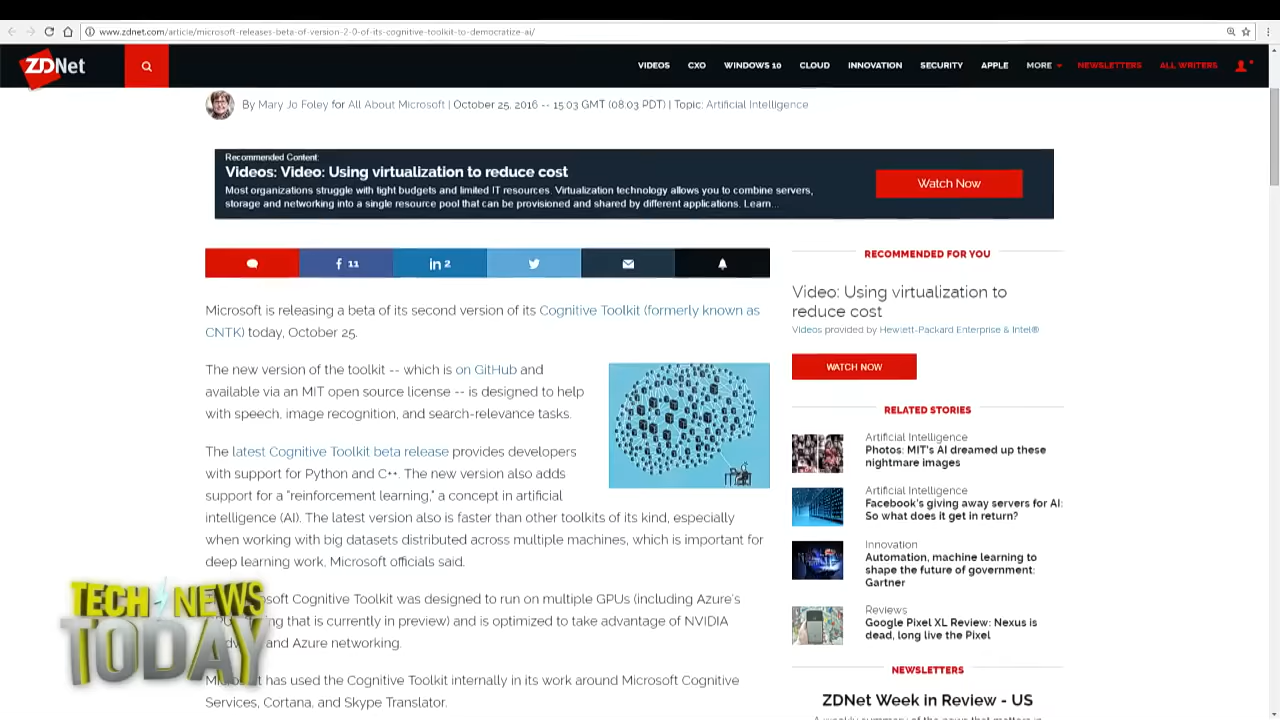 www.zdnet.com/article/microsoft-releases-beta-of-version-2-0-of-its-cognitive-toolkit-to-democratize-ai/
ZDNet
VIDEOS CXO WINDOWS 10 CLOUD INNOVATION SECURITY APPLE MORE NEWSLETTERS ALL WRITERS
By Mary Jo Foley for All About Microsoft | October 25, 2016 -- 15:03 GMT (08:03 PDT) | Topic: Artificial Intelligence
Recommended Content:
Videos: Video: Using virtualization to reduce cost
Most organizations struggle with tight budgets and limited IT resources. Virtualization technology allows you to combine servers,
storage and networking into a single resource pool that can be provisioned and shared by different applications. Learn...
Watch Now
11
2
Microsoft is releasing a beta of its second version of its Cognitive Toolkit (formerly known as
CNTK) today, October 25.
The new version of the toolkit -- which is on GitHub and
available via an MIT open source license -- is designed to help
with speech, image recognition, and search-relevance tasks.
The latest Cognitive Toolkit beta release provides developers
with support for Python and C++. The new version also adds
support for a "reinforcement learning," a concept in artificial
intelligence (AI). The latest version also is faster than other toolkits of its kind, especially
when working with big datasets distributed across multiple machines, which is important for
deep learning work, Microsoft officials said.
soft Cognitive Toolkit was designed to run on multiple GPUs (including Azure's
that is currently in preview) and is optimized to take advantage of NVIDIA
and Azure networking.
has used the Cognitive Toolkit internally in its work around Microsoft Cognitive
Services, Cortana, and Skype Translator.
TECH NEWS
TODAY
RECOMMENDED FOR YOU
Video: Using virtualization to
reduce cost
Videos provided by Hewlett-Packard Enterprise & Intel®
WATCH NOW
RELATED STORIES
Artificial Intelligence
Photos: MIT's AI dreamed up these
nightmare images
Artificial Intelligence
Facebook's giving away servers for AI:
So what does it get in return?
Innovation
Automation, machine learning to
shape the future of government:
Gartner
Reviews
Google Pixel XL Review: Nexus is
dead, long live the Pixel
NEWSLETTERS
ZDNet Week in Review - US